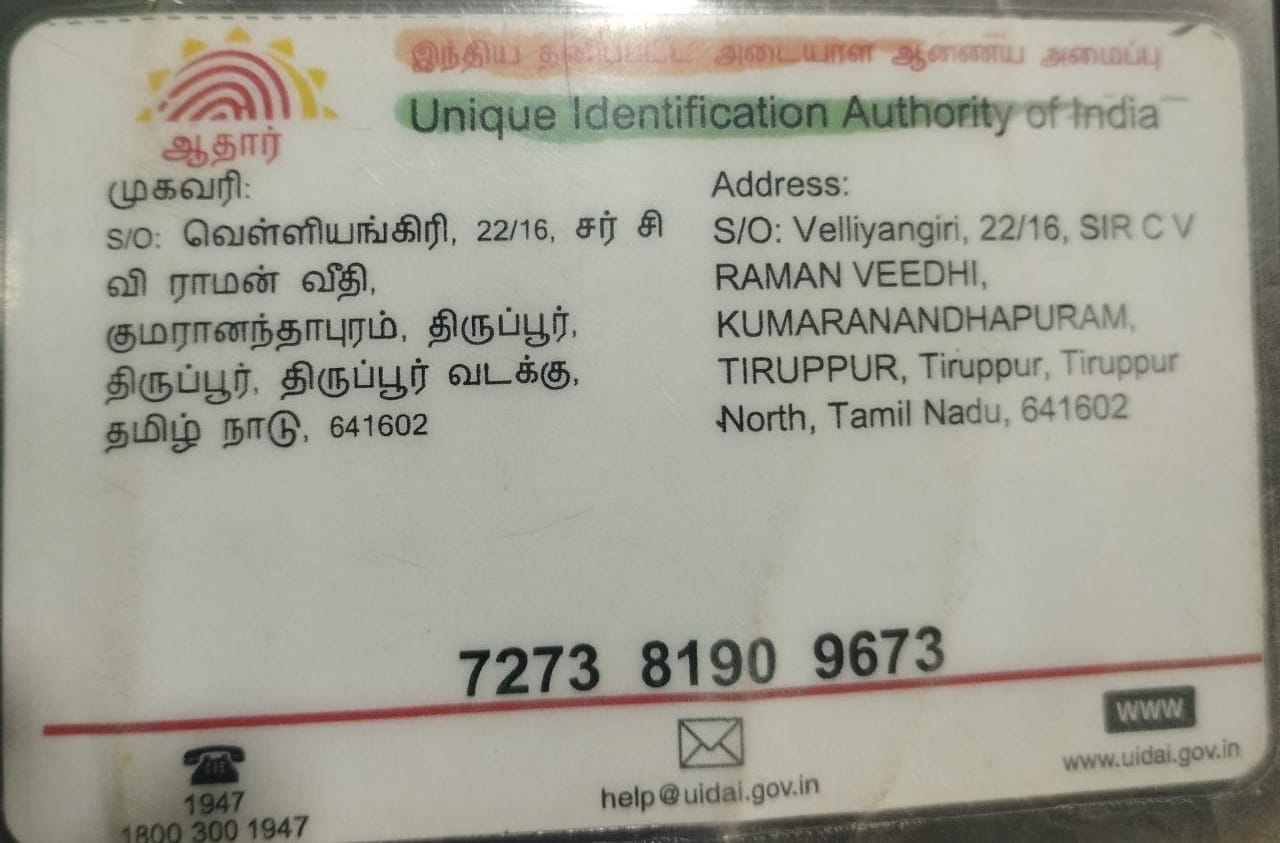 இந்திய தனிப்பட்ட அடையாள ஆணைய அமைப்பு
Unique Identification Authority of India
ஆதார்
முகவரி:
S/O: வெள்ளியங்கிரி, 22/16, சர் சி
வி ராமன் வீதி,
குமரானந்தாபுரம், திருப்பூர்,
திருப்பூர், திருப்பூர் வடக்கு,
தமிழ் நாடு, 641602
Address:
S/O: Velliyangiri, 22/16, SIR C V
RAMAN VEEDHI,
KUMARANANDHAPURAM,
TIRUPPUR, Tiruppur, Tiruppur
North, Tamil Nadu, 641602
7273 8190 9673
1947
1800 300 1947
help@uidai.gov.in
WWW
www.uidai.gov.in